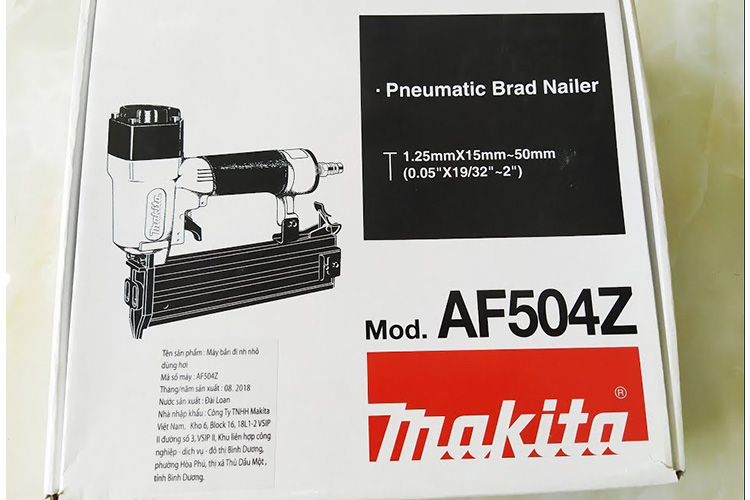 · Pneumatic Brad Nailer
1.25mmX15mm~50mm
(0.05"X19/32"~2")
makita
Mod. AF504Z
makita®
Tên sản phẩm : Máy bắn đi nh nhỏ
dùng hơi
Mã số máy : AF504Z
Tháng/năm sản xuất : 08. 2018
Nước sản xuất : Đài Loan
Nhà nhập khẩu : Công Ty TNHH Makita
Việt Nam. Kho 6, Block 16, 18L1-2 VSIP
II đường số 3, VSIP II, Khu liên hợp công
nghiệp - dịch vụ - đô thị Bình Dương,
phường Hòa Phú, thị xã Thủ Dầu Một ,
tỉnh Bình Dương.